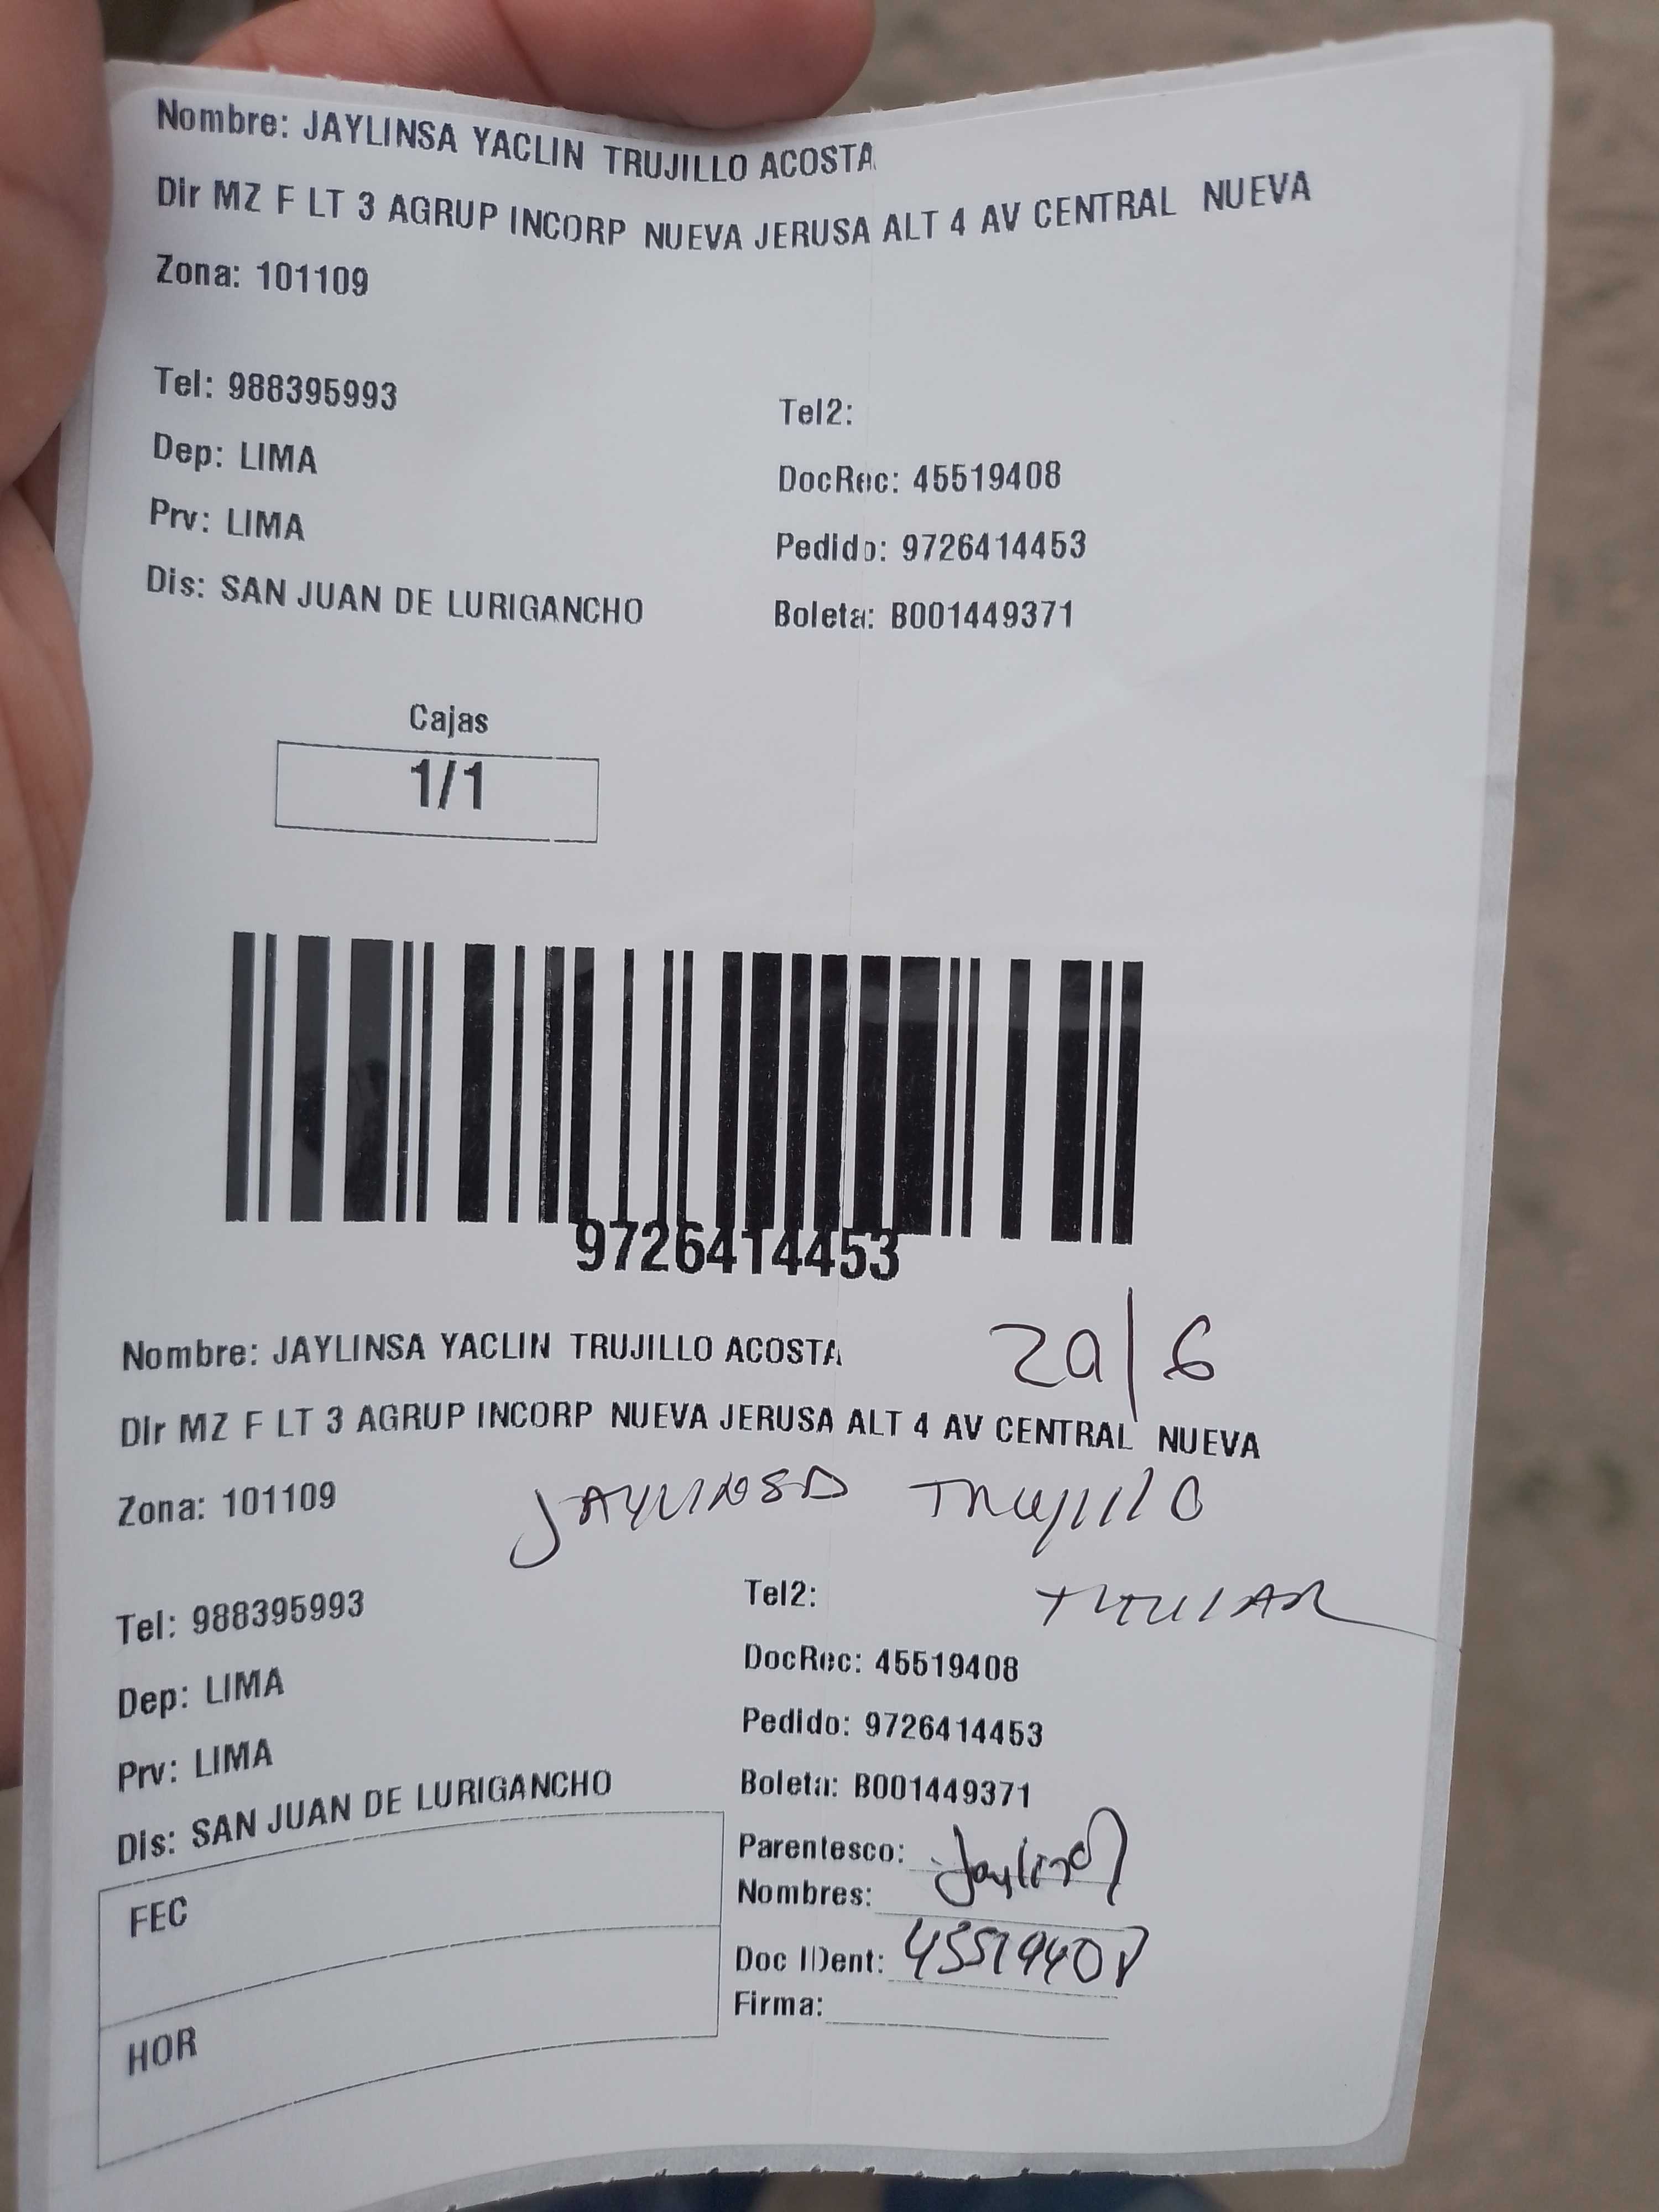 Nombre: JAYLINSA YACLIN TRUJILLO ACOSTA
Dir MZ F LT 3 AGRUP INCORP NUEVA JERUSA ALT 4 AV CENTRAL NUEVA
Zona: 101109
Tel: 988395993
Tel2:
Dep: LIMA
DocRec: 45519408
Prv: LIMA
Pedido: 9726414453
Dis: SAN JUAN DE LURIGANCHO
Boleta: B001449371
Cajas
1/1
9726414453
Nombre: JAYLINSA YACLIN TRUJILLO ACOSTA
Dir MZ F LT 3 AGRUP INCORP NUEVA JERUSA ALT 4 AV CENTRAL NUEVA
Zona: 101109
JAYLINSA Trujillo
Tel: 988395993
Tel2:
TITULAR
Dep: LIMA
DocRec: 45519408
Prv: LIMA
Pedido: 9726414453
Dis: SAN JUAN DE LURIGANCHO
Boleta: B001449371
Parentesco:
Nombres:
FEC
Doc IDent: 45519408
Firma:
HOR